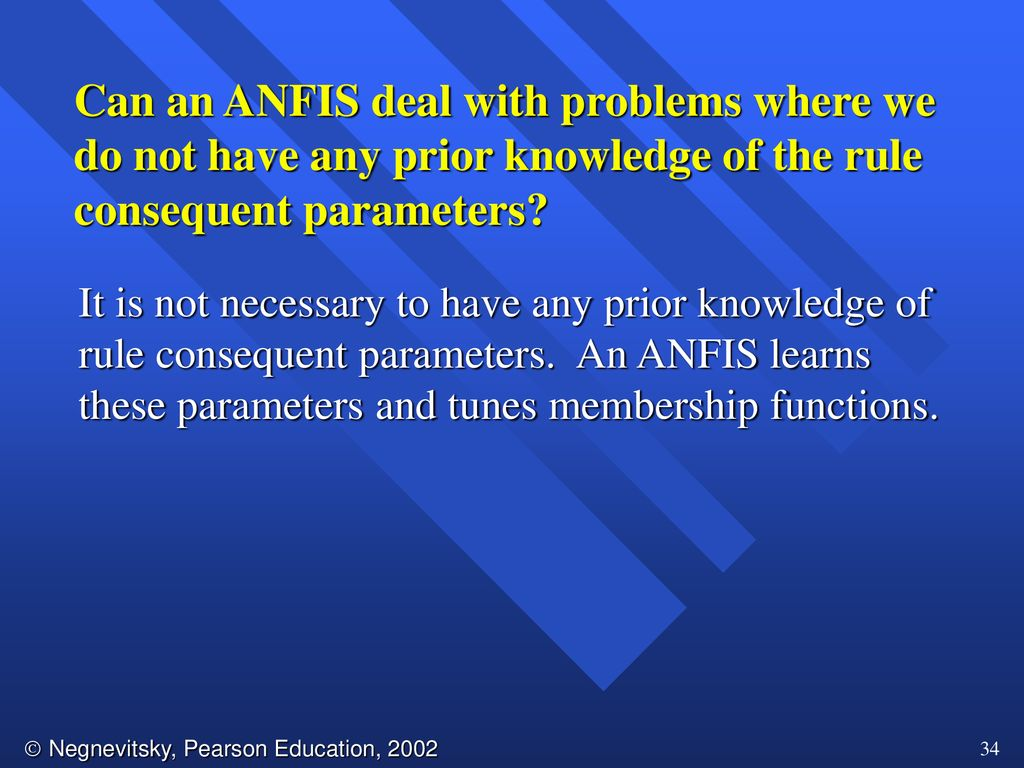 Can an ANFIS deal with problems where we
do not have any prior knowledge of the rule
consequent parameters?
It is not necessary to have any prior knowledge of
rule consequent parameters.  An ANFIS learns
these parameters and tunes membership functions.
© Negnevitsky, Pearson Education, 2002
34